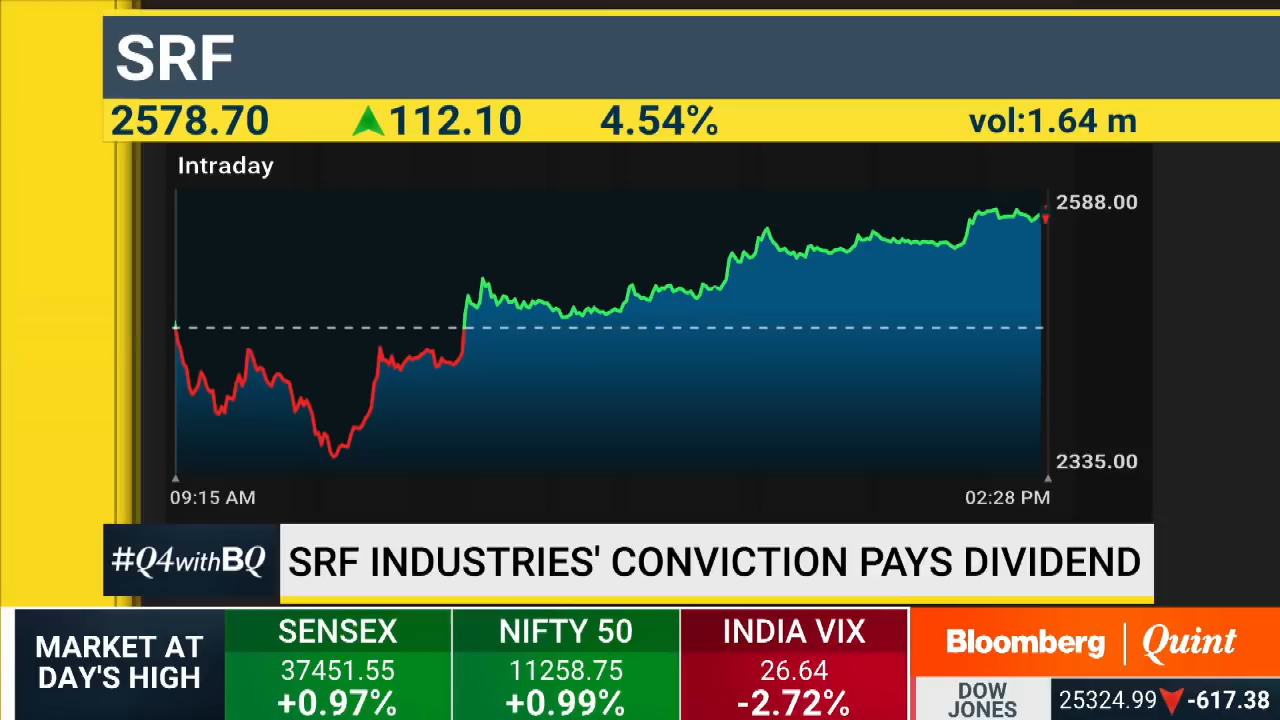 SRF
2578.70 112.10 4.54% vol:1.64 m
Intraday
2588.00
2335.00
09:15 AM 02:28 PM
#Q4withBQ SRF INDUSTRIES' CONVICTION PAYS DIVIDEND
MARKET AT
DAY'S HIGH
SENSEX
37451.55
+0.97%
NIFTY 50
11258.75
+0.99%
INDIA VIX
26.64
-2.72%
Bloomberg | Quint
DOW
JONES
25324.99 -617.38